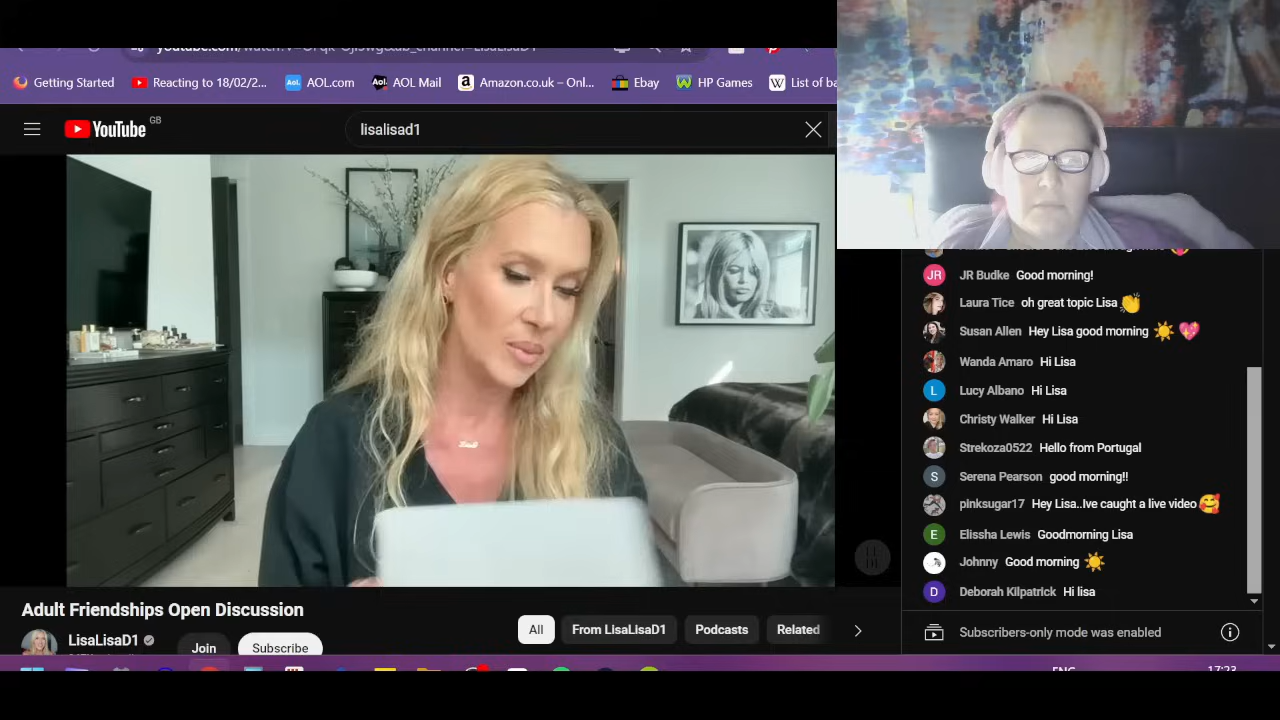 Getting Started
Reacting to 18/02/2...
AOL.com
AOL Mail
Amazon.co.uk – Onl...
Ebay
HP Games
List of ba
YouTube GB
lisalisad1
JR Budke Good morning!
Laura Tice oh great topic Lisa 👏
Susan Allen Hey Lisa good morning ☀️ 💖
Wanda Amaro Hi Lisa
Lucy Albano Hi Lisa
Christy Walker Hi Lisa
Strekoza0522 Hello from Portugal
Serena Pearson good morning!!
pinksugar17 Hey Lisa..Ive caught a live video 🥰
Elissha Lewis Goodmorning Lisa
Johnny Good morning ☀️
Deborah Kilpatrick Hi lisa
Subscribers-only mode was enabled
Adult Friendships Open Discussion
LisaLisaD1
Join
Subscribe
All
From LisaLisaD1
Podcasts
Related
ENG
17:23